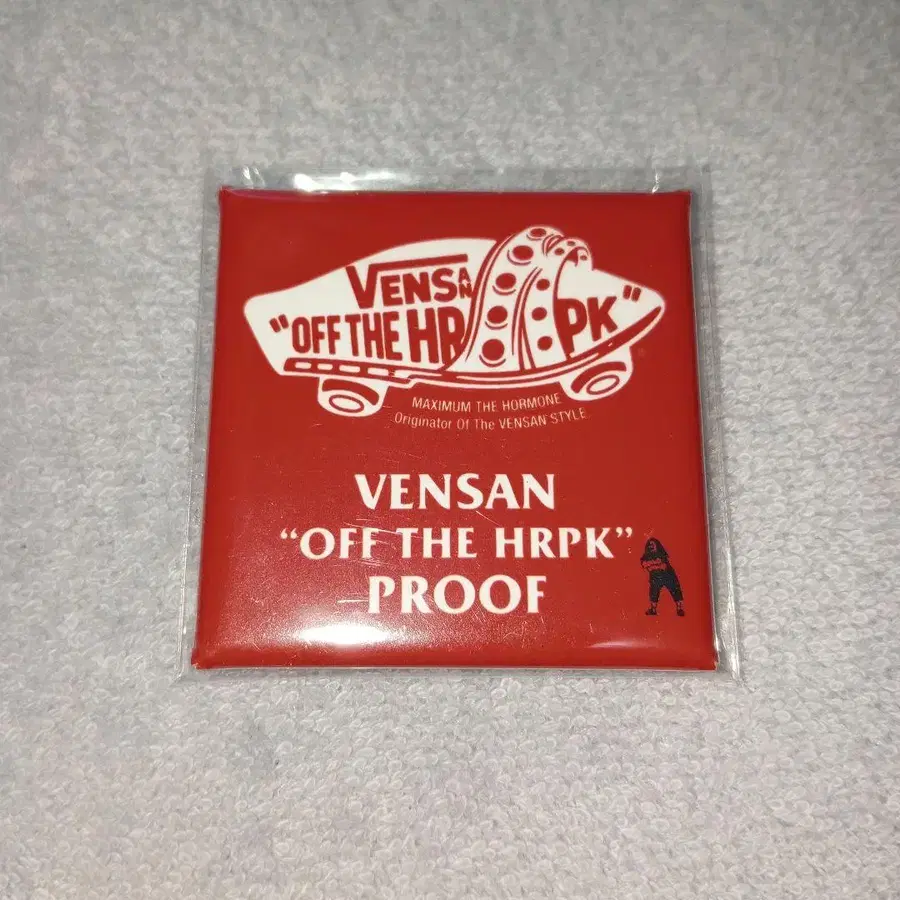 VENSAN
"OFF THE HRPK"
MAXIMUM THE HORMONE
Originator Of The VENSAN STYLE
VENSAN
“OFF THE HRPK”
PROOF